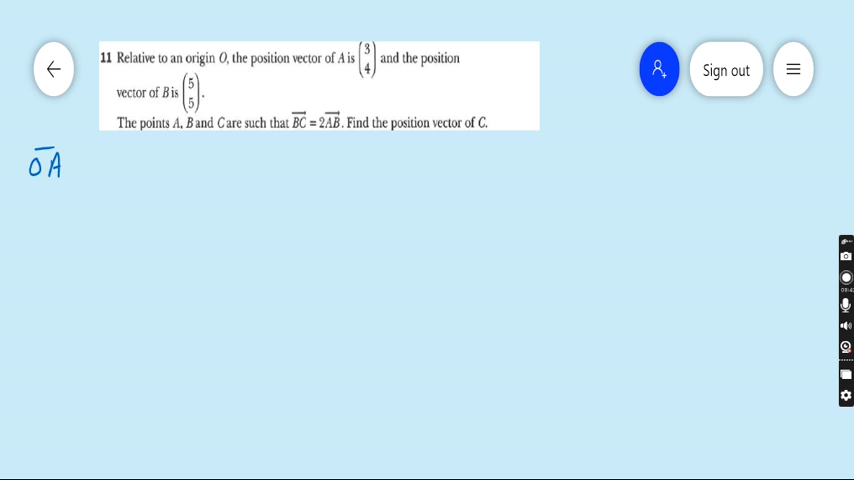 11 Relative to an origin O, the position vector of A is (3 4) and the position
vector of B is (5 5).
The points A, B and C are such that BC⃗ = 2AB⃗. Find the position vector of C.
Sign out
O̅A̅